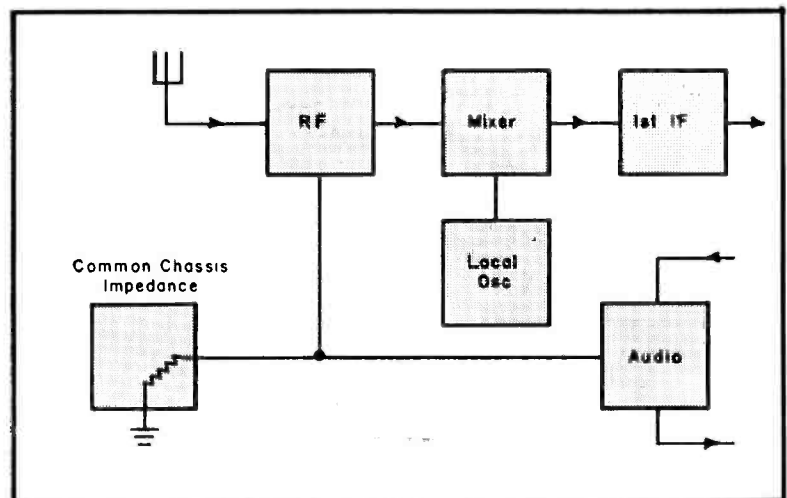 RF
Mixer
1st IF
Local
Osc
Common Chassis
Impedance
Audio